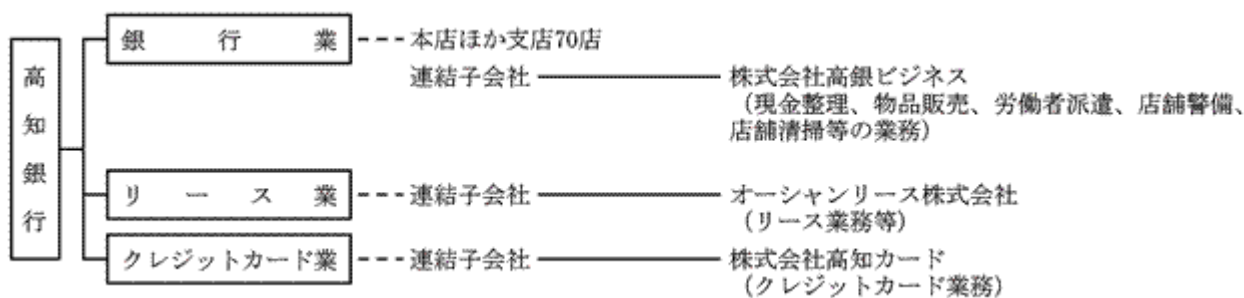 高知銀行
銀行業
本店ほか支店70店
連結子会社
株式会社高銀ビジネス
(現金整理、物品販売、労働者派遣、店舗警備、
店舗清掃等の業務)
リース業
連結子会社
オーシャンリース株式会社
(リース業務等)
クレジットカード業
連結子会社
株式会社高知カード
(クレジットカード業務)